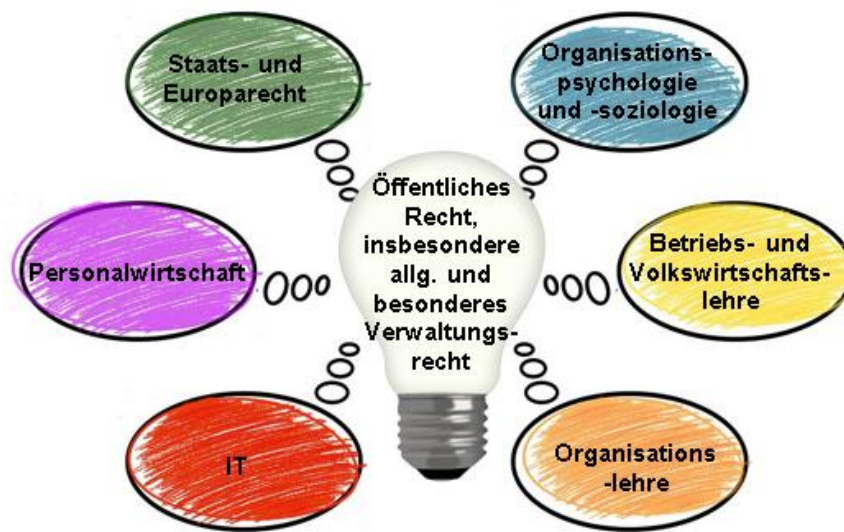 Staats- und
Europarecht
Organisations-
psychologie
und -soziologie
Öffentliches
Recht,
insbesondere
allg. und
besonderes
Verwaltungs-
recht
Personalwirtschaft
Betriebs- und
Volkswirtschafts-
lehre
IT
Organisations
-lehre